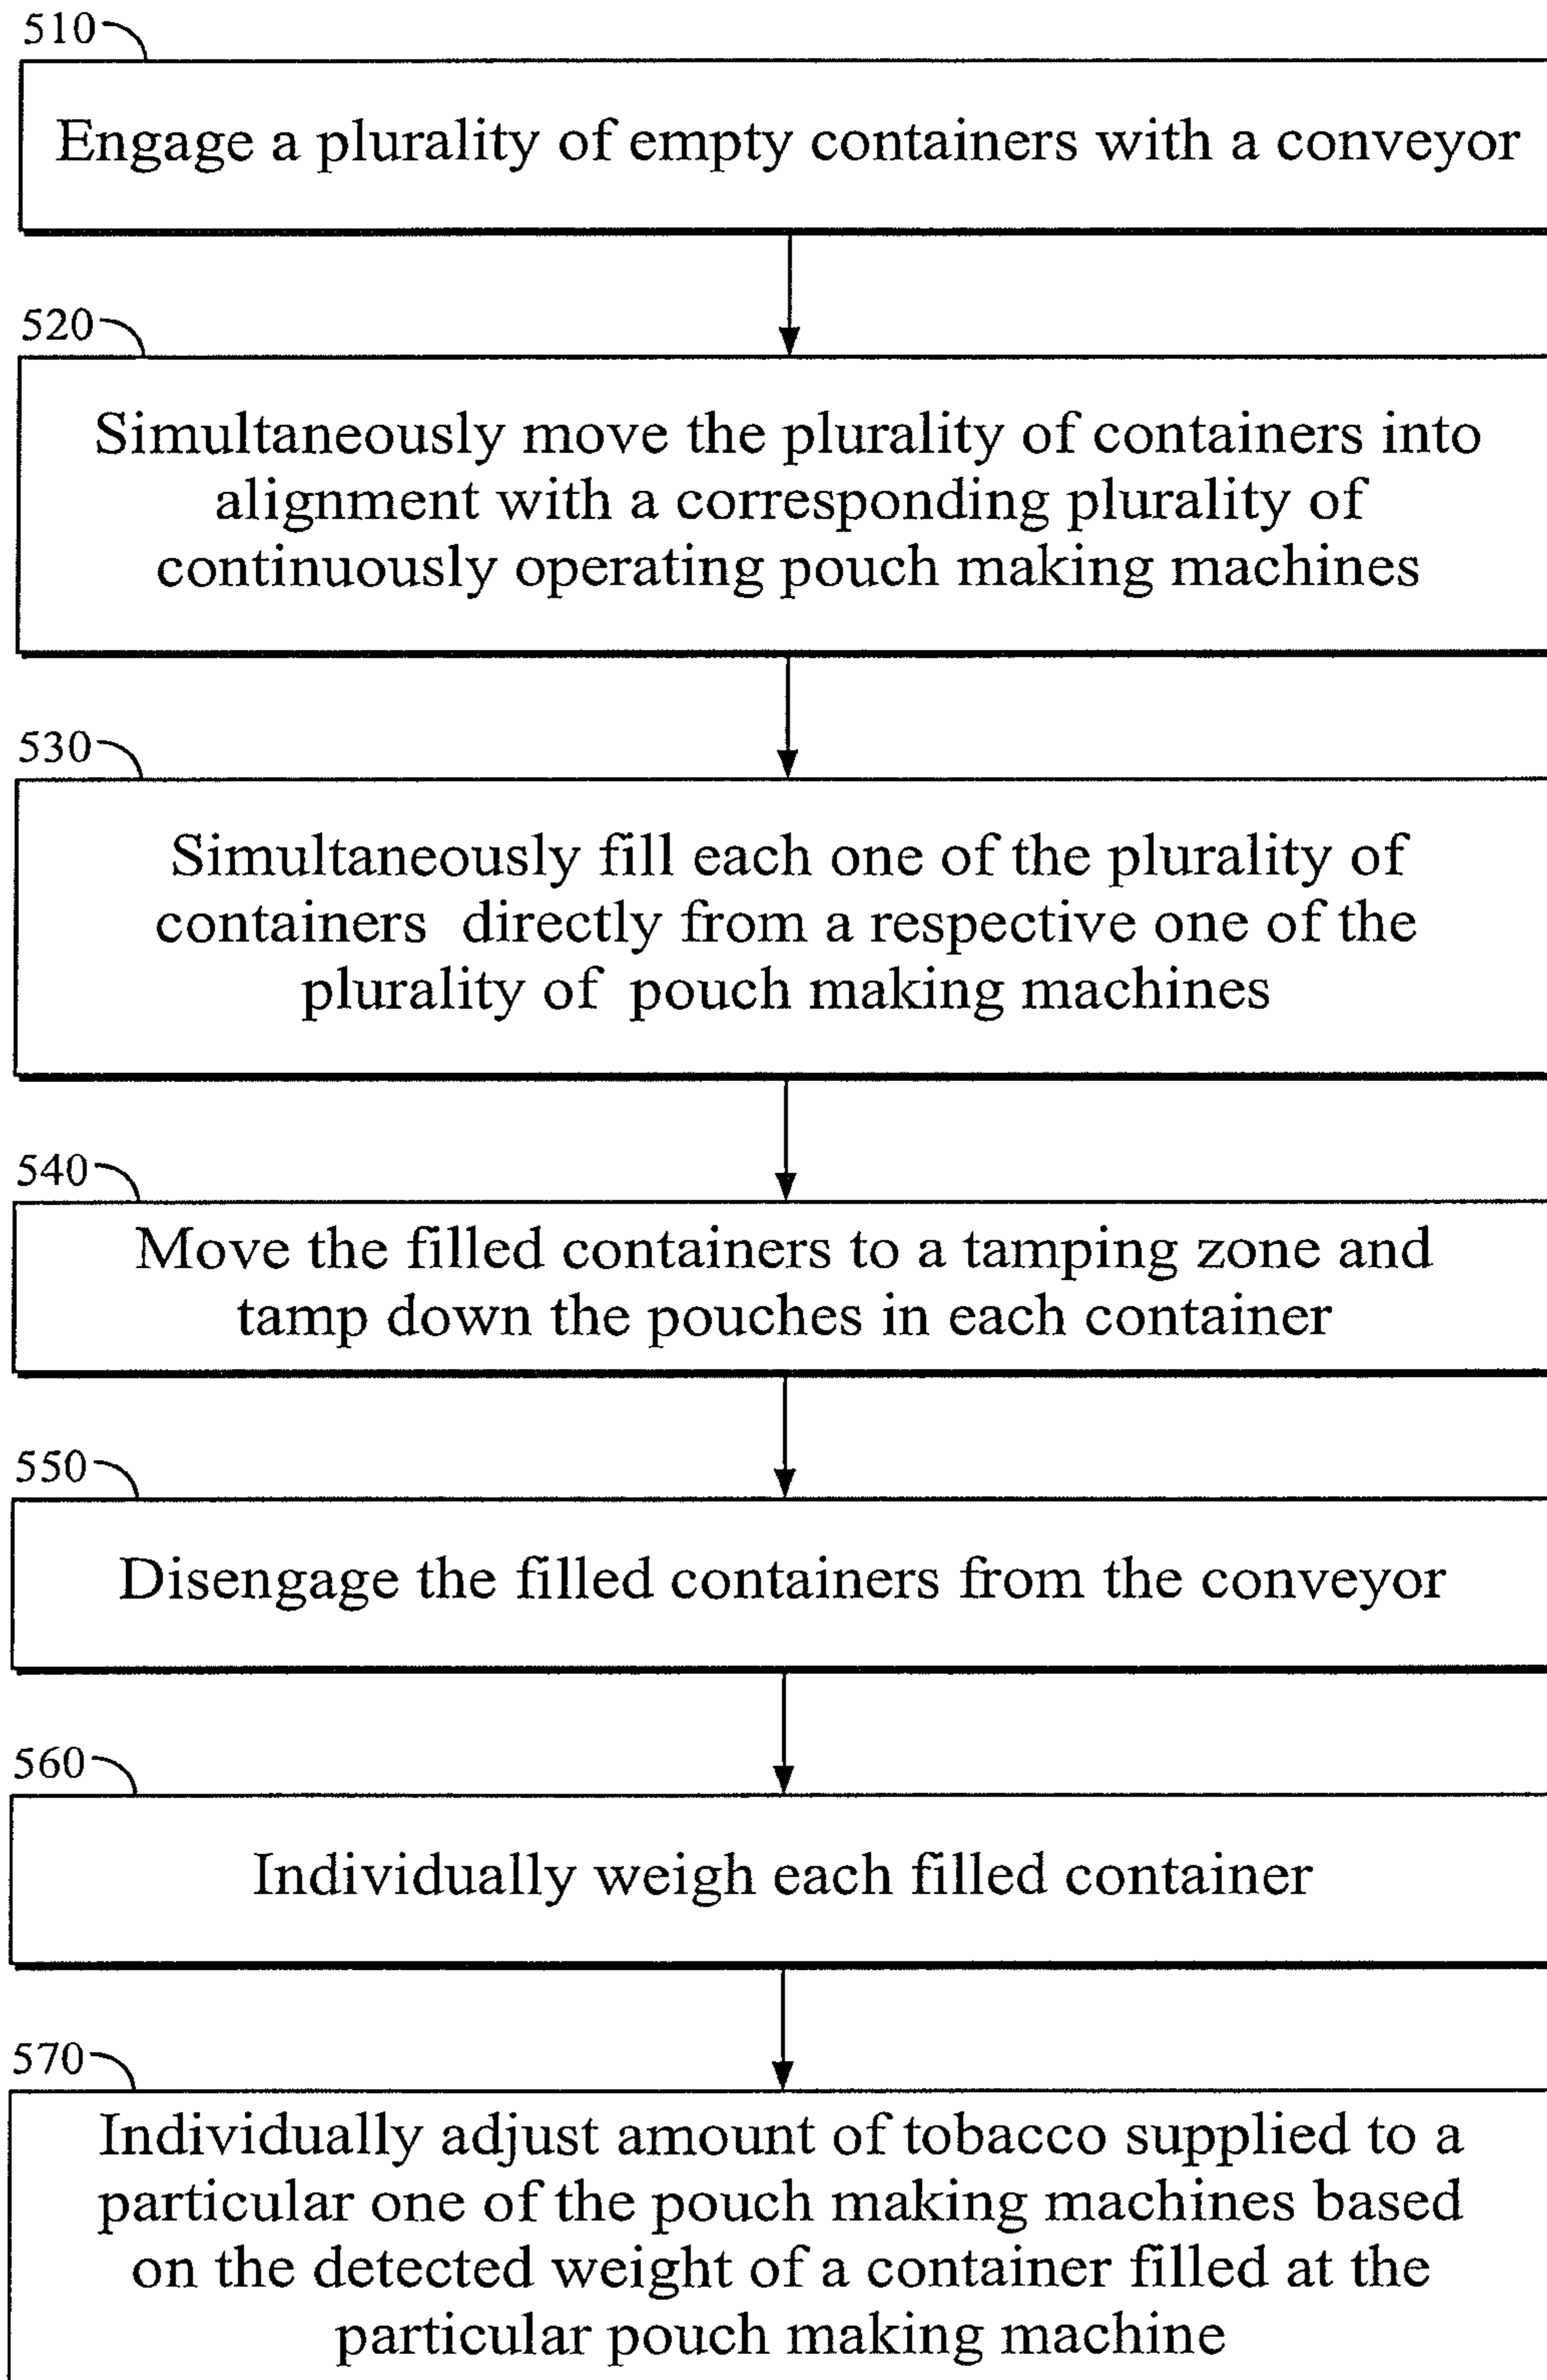 510
Engage a plurality of empty containers with a conveyor
520
Simultaneously move the plurality of containers into
alignment with a corresponding plurality of
continuously operating pouch making machines
530
Simultaneously fill each one of the plurality of
containers directly from a respective one of the
plurality of pouch making machines
540
Move the filled containers to a tamping zone and
tamp down the pouches in each container
550
Disengage the filled containers from the conveyor
560
Individually weigh each filled container
570
Individually adjust amount of tobacco supplied to a
particular one of the pouch making machines based
on the detected weight of a container filled at the
particular pouch making machine